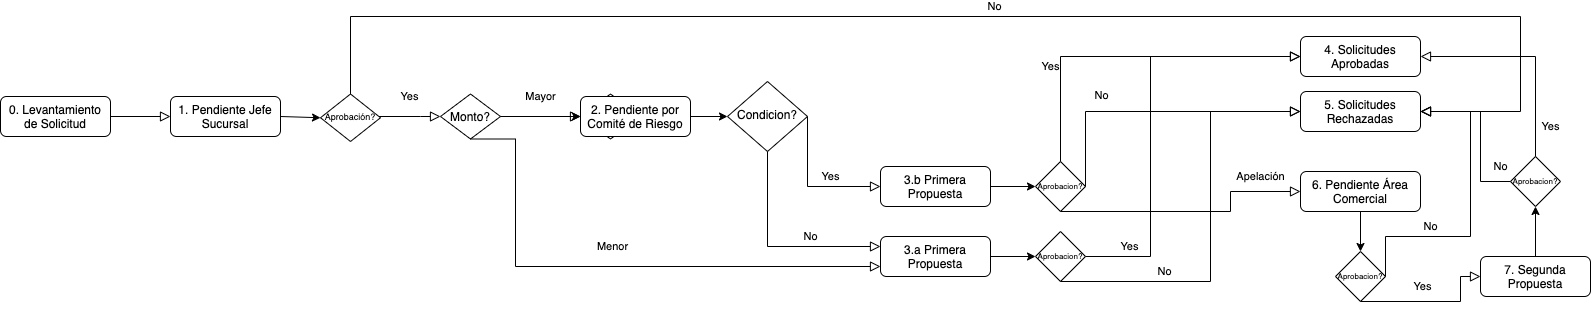 No
0. Levantamiento
de Solicitud
1. Pendiente Jefe
Sucursal
Aprobación?
Yes
Monto?
Mayor
2. Pendiente por
Comité de Riesgo
Condicion?
Yes
No
Menor
3.b Primera
Propuesta
3.a Primera
Propuesta
Aprobacion?
Yes
No
Apelación
Aprobacion?
Yes
No
4. Solicitudes
Aprobadas
5. Solicitudes
Rechazadas
6. Pendiente Área
Comercial
Aprobacion?
No
Yes
7. Segunda
Propuesta
Aprobacion?
No
Yes